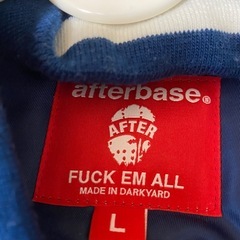 afterbase®
AFTER
FUCK EM ALL
MADE IN DARKYARD
L